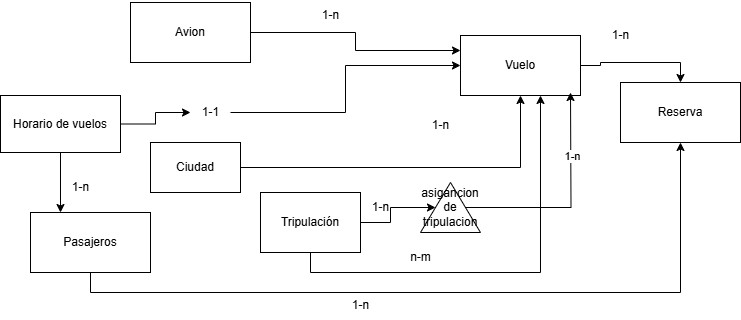 1-n
Avion
1-n
Vuelo
Horario de vuelos
1-1
Reserva
1-n
Ciudad
1-n
1-n
asigancion
de
tripulacion
1-n
Tripulación
Pasajeros
n-m
1-n